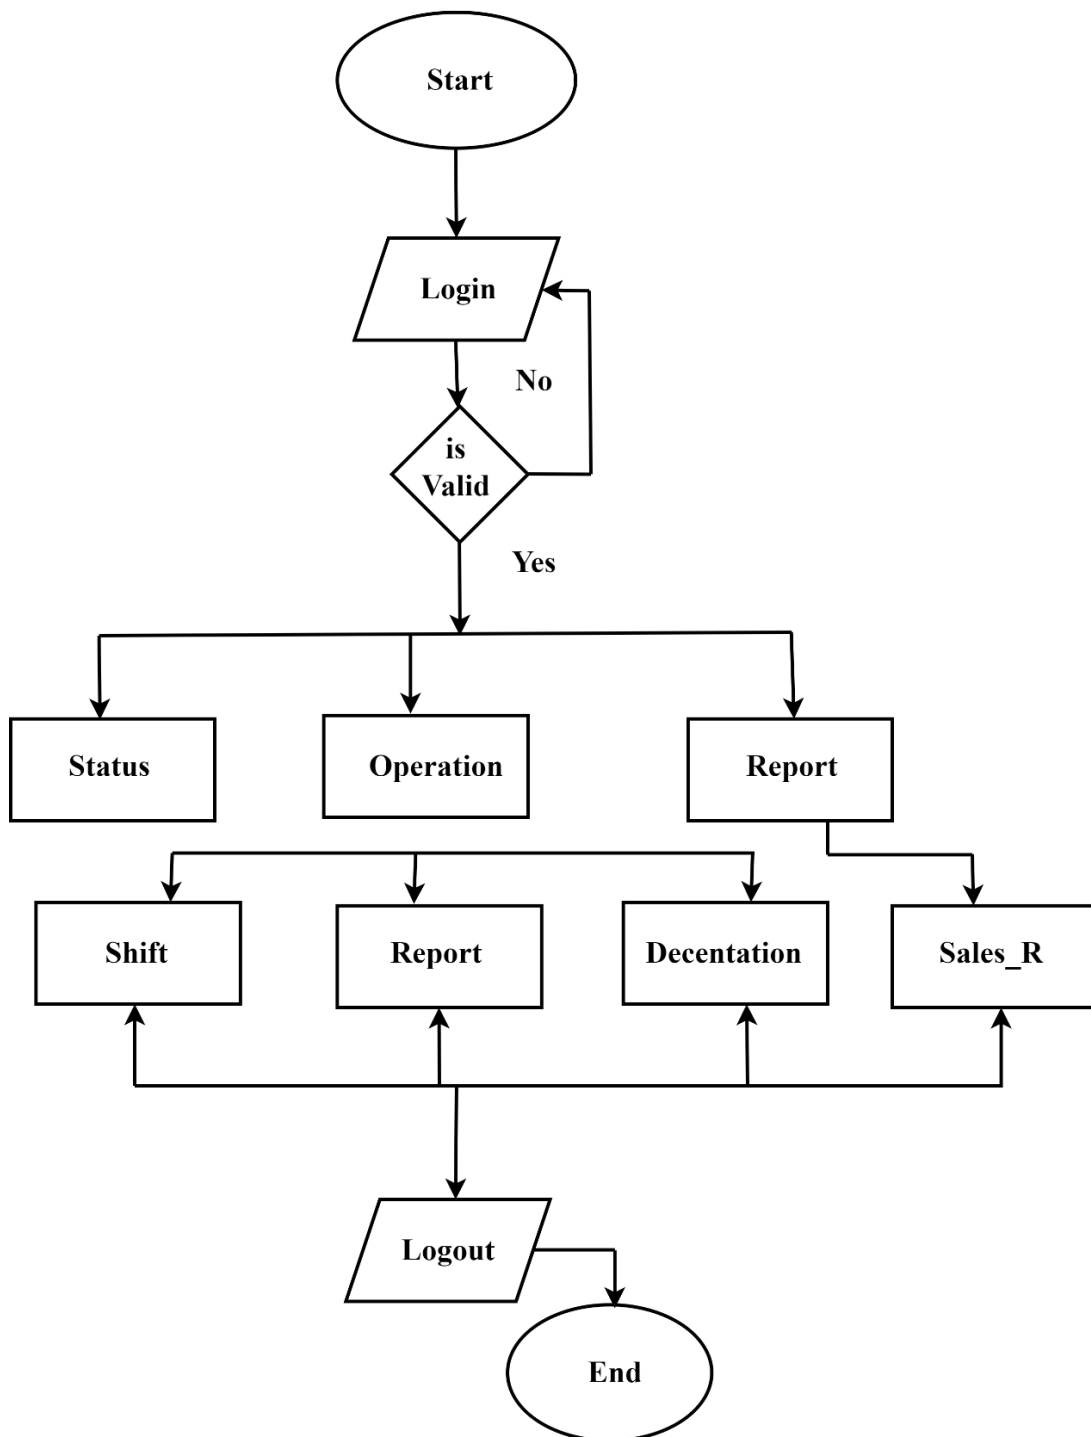 Start
Login
No
is
Valid
Yes
Status
Operation
Report
Shift
Report
Decentation
Sales_R
Logout
End